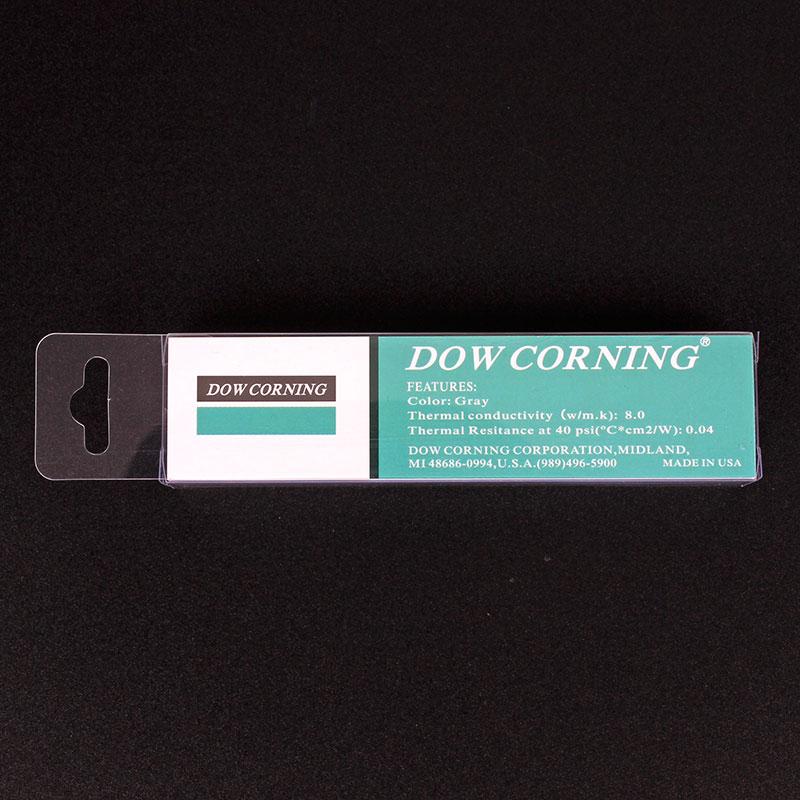 DOW CORNING
DOW CORNING®
FEATURES:
Color: Gray
Thermal conductivity (w/m.k): 8.0
Thermal Resitance at 40 psi(°C*cm2/W): 0.04
DOW CORNING CORPORATION,MIDLAND,
MI 48686-0994,U.S.A.(989)496-5900 MADE IN USA